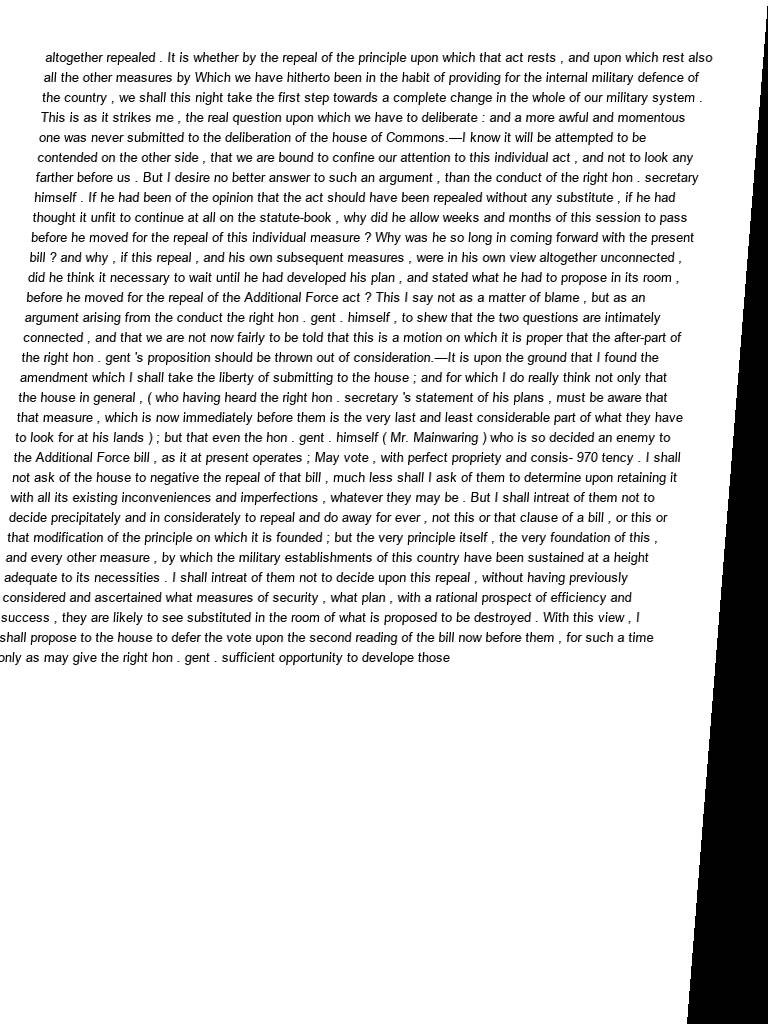 altogether repealed . It is whether by the repeal of the principle upon which that act rests , and upon which rest also
all the other measures by Which we have hitherto been in the habit of providing for the internal military defence of
the country , we shall this night take the first step towards a complete change in the whole of our military system .
This is as it strikes me , the real question upon which we have to deliberate : and a more awful and momentous
one was never submitted to the deliberation of the house of Commons.—I know it will be attempted to be
contended on the other side , that we are bound to confine our attention to this individual act , and not to look any
farther before us . But I desire no better answer to such an argument , than the conduct of the right hon . secretary
himself . If he had been of the opinion that the act should have been repealed without any substitute , if he had
thought it unfit to continue at all on the statute-book , why did he allow weeks and months of this session to pass
before he moved for the repeal of this individual measure ? Why was he so long in coming forward with the present
bill ? and why , if this repeal , and his own subsequent measures , were in his own view altogether unconnected ,
did he think it necessary to wait until he had developed his plan , and stated what he had to propose in its room ,
before he moved for the repeal of the Additional Force act ? This I say not as a matter of blame , but as an
argument arising from the conduct the right hon . gent . himself , to shew that the two questions are intimately
connected , and that we are not now fairly to be told that this is a motion on which it is proper that the after-part of
the right hon . gent 's proposition should be thrown out of consideration.—It is upon the ground that I found the
amendment which I shall take the liberty of submitting to the house ; and for which I do really think not only that
the house in general , ( who having heard the right hon . secretary 's statement of his plans , must be aware that
that measure , which is now immediately before them is the very last and least considerable part of what they have
to look for at his lands ) ; but that even the hon . gent . himself ( Mr. Mainwaring ) who is so decided an enemy to
the Additional Force bill , as it at present operates ; May vote , with perfect propriety and consis- 970 tency . I shall
not ask of the house to negative the repeal of that bill , much less shall I ask of them to determine upon retaining it
with all its existing inconveniences and imperfections , whatever they may be . But I shall intreat of them not to
decide precipitately and in considerately to repeal and do away for ever , not this or that clause of a bill , or this or
that modification of the principle on which it is founded ; but the very principle itself , the very foundation of this ,
and every other measure , by which the military establishments of this country have been sustained at a height
adequate to its necessities . I shall intreat of them not to decide upon this repeal , without having previously
considered and ascertained what measures of security , what plan , with a rational prospect of efficiency and
success , they are likely to see substituted in the room of what is proposed to be destroyed . With this view , I
shall propose to the house to defer the vote upon the second reading of the bill now before them , for such a time
only as may give the right hon . gent . sufficient opportunity to develope those